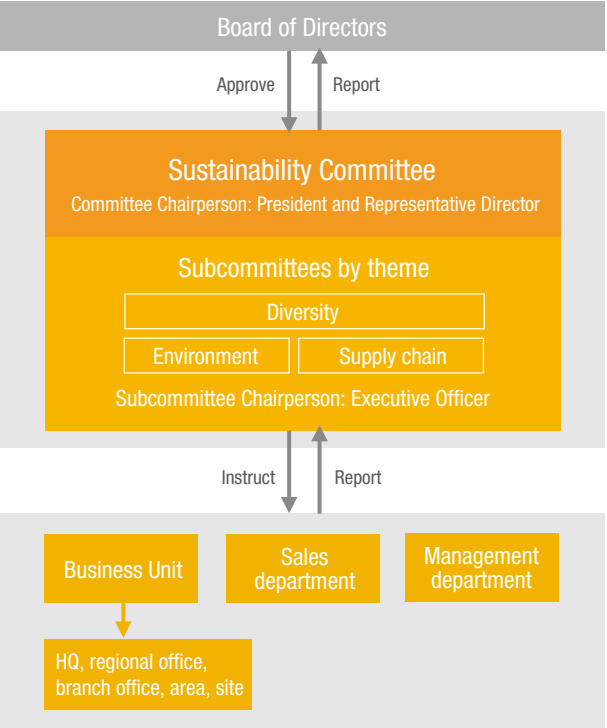 Board of Directors
Approve
Report
Sustainability Committee
Committee Chairperson: President and Representative Director
Subcommittees by theme
Diversity
Environment
Supply chain
Subcommittee Chairperson: Executive Officer
Instruct
Report
Business Unit
Sales
department
Management
department
HQ, regional office,
branch office, area, site